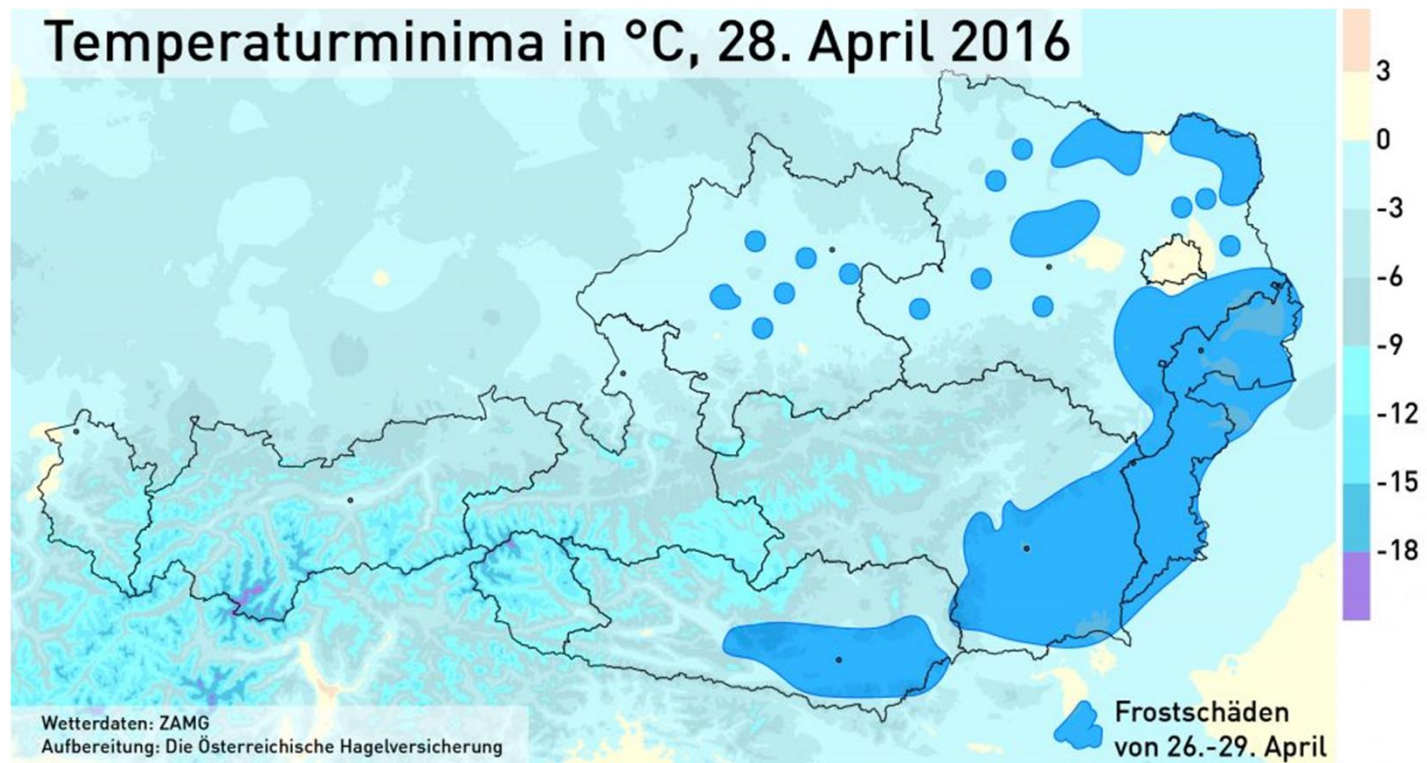 Temperaturminima in °C, 28. April 2016
3
0
-3
-6
-9
-12
-15
-18
Wetterdaten: ZAMG
Aufbereitung: Die Österreichische Hagelversicherung
Frostschäden
von 26.-29. April